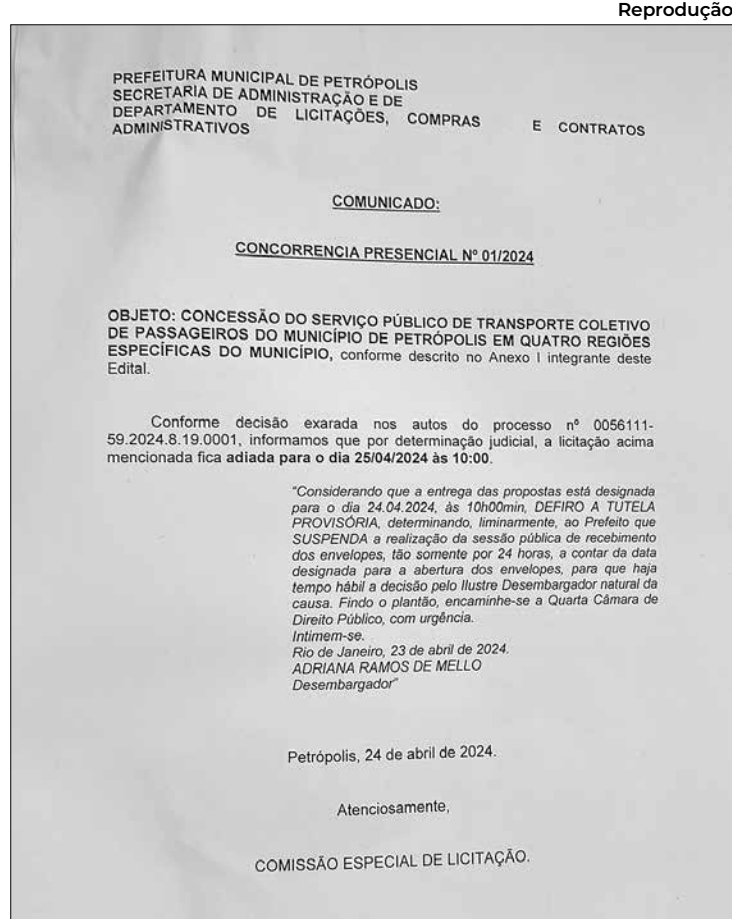 Reprodução
PREFEITURA MUNICIPAL DE PETRÓPOLIS
SECRETARIA DE ADMINISTRAÇÃO E DE
DEPARTAMENTO DE LICITAÇÕES, COMPRAS E CONTRATOS
ADMINISTRATIVOS
COMUNICADO:
CONCORRENCIA PRESENCIAL Nº 01/2024
OBJETO: CONCESSÃO DO SERVIÇO PÚBLICO DE TRANSPORTE COLETIVO
DE PASSAGEIROS DO MUNICÍPIO DE PETRÓPOLIS EM QUATRO REGIÕES
ESPECÍFICAS DO MUNICÍPIO, conforme descrito no Anexo I integrante deste
Edital.
Conforme decisão exarada nos autos do processo nº 0056111-
59.2024.8.19.0001, informamos que por determinação judicial, a licitação acima
mencionada fica adiada para o dia 25/04/2024 às 10:00.
"Considerando que a entrega das propostas está designada
para o dia 24.04.2024, às 10h00min, DEFIRO A TUTELA
PROVISÓRIA, determinando, liminarmente, ao Prefeito que
SUSPENDA a realização da sessão pública de recebimento
dos envelopes, tão somente por 24 horas, a contar da data
designada para a abertura dos envelopes, para que haja
tempo hábil a decisão pelo Ilustre Desembargador natural da
causa. Findo o plantão, encaminhe-se a Quarta Câmara de
Direito Público, com urgência.
Intimem-se.
Rio de Janeiro, 23 de abril de 2024.
ADRIANA RAMOS DE MELLO
Desembargador"
Petrópolis, 24 de abril de 2024.
Atenciosamente,
COMISSÃO ESPECIAL DE LICITAÇÃO.